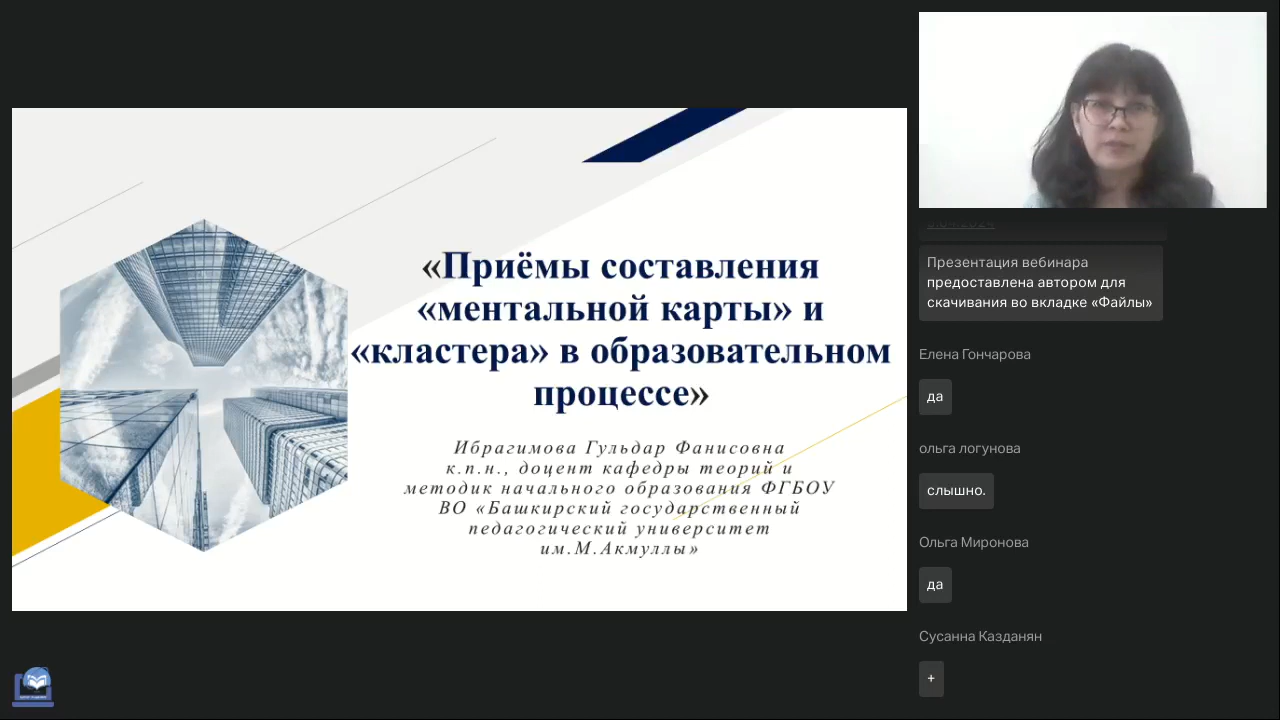 «Приёмы составления
«ментальной карты» и
«кластера» в образовательном
процессе»
Ибрагимова Гульдар Фанисовна
к.п.н., доцент кафедры теорий и
методик начального образования ФГБОУ
ВО «Башкирский государственный
педагогический университет
им.М.Акмуллы»
Презентация вебинара
предоставлена автором для
скачивания во вкладке «Файлы»
Елена Гончарова
да
ольга логунова
слышно.
Ольга Миронова
да
Сусанна Казданян
+